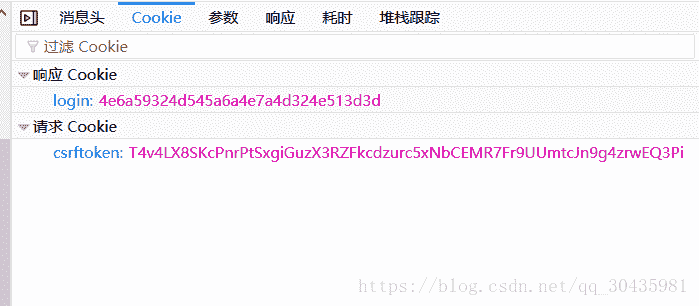 消息头 Cookie 参数 响应 耗时 堆栈跟踪
过滤 Cookie
响应 Cookie
login: 4e6a59324d545a6a4e7a4d324e513d3d
请求 Cookie
csrftoken: T4v4LX8SKcPnrPtSxgiGuzX3RZFkcdzurc5xNbCEMR7Fr9UUmtcJn9g4zrwEQ3Pi
https://blog.csdn.net/qq_30435981